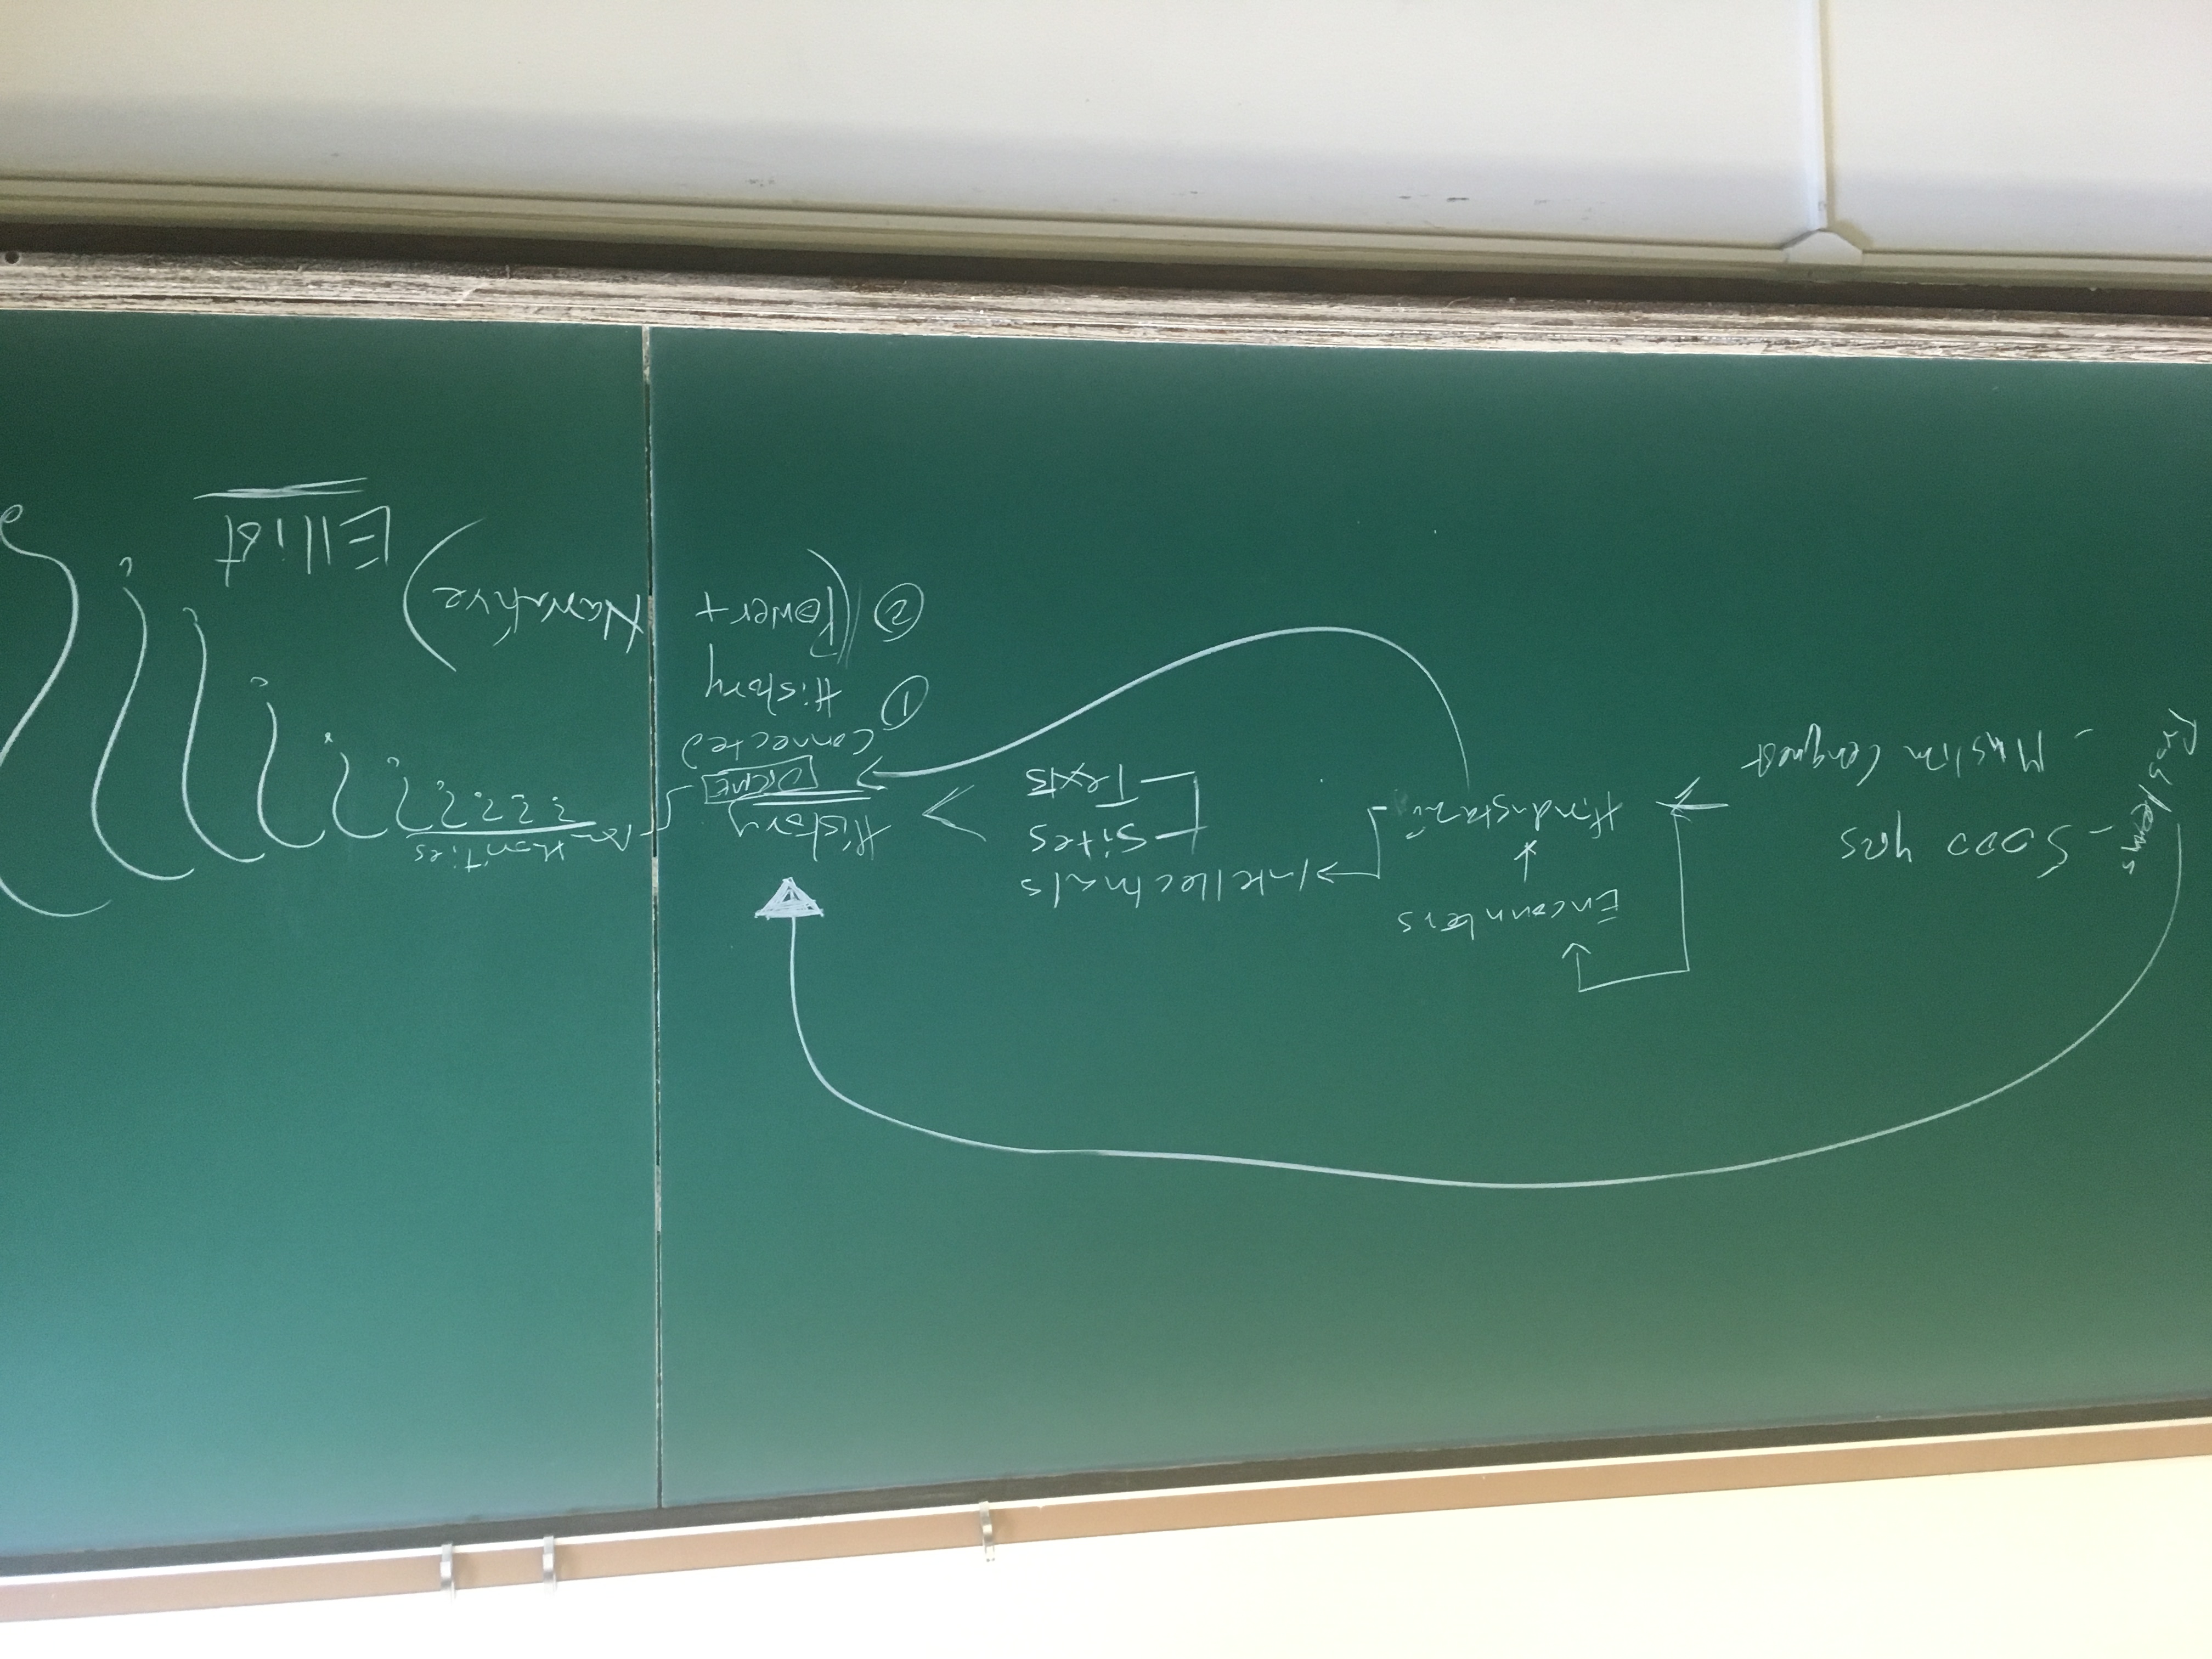 Problems
- 5000 yrs
- Muslim Conquest
Encounters
Hindustani
Intellectuals
Sites
Texts
>
History
ORME
Connected
① History
② (Power + Narrative)
Authorities
? ? ? ? ? ? ? ? ? ? ?
Elliot